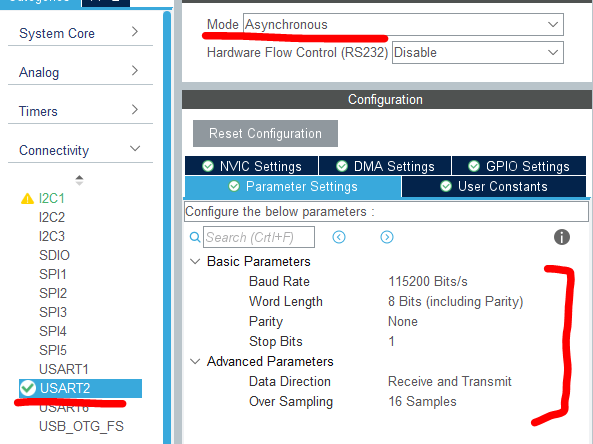 System Core
Analog
Timers
Connectivity
I2C1
I2C2
I2C3
SDIO
SPI1
SPI2
SPI3
SPI4
SPI5
USART1
USART2
USB_OTG_FS
Mode Asynchronous
Hardware Flow Control (RS232) Disable
Configuration
Reset Configuration
NVIC Settings DMA Settings GPIO Settings
Parameter Settings User Constants
Configure the below parameters :
Search (Crtl+F)
Basic Parameters
Baud Rate 115200 Bits/s
Word Length 8 Bits (including Parity)
Parity None
Stop Bits 1
Advanced Parameters
Data Direction Receive and Transmit
Over Sampling 16 Samples